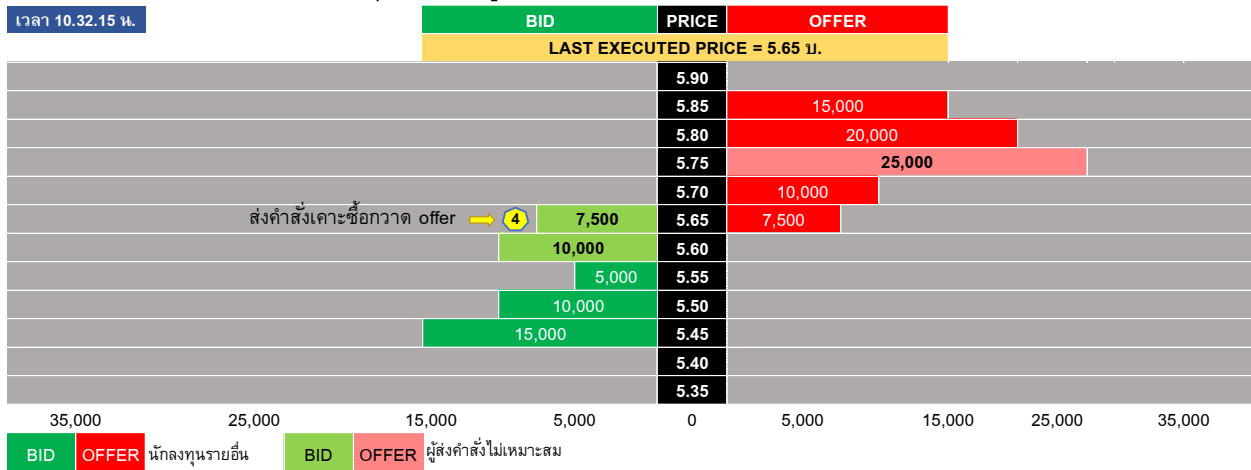 เวลา 10.32.15 น.
BID PRICE OFFER
LAST EXECUTED PRICE = 5.65 บ.
5.90
5.85 15,000
5.80 20,000
5.75 25,000
5.70 10,000
ส่งคำสั่งเคาะซื้อกวาด offer 4 7,500 5.65 7,500
10,000 5.60
5,000 5.55
10,000 5.50
15,000 5.45
5.40
5.35
35,000 25,000 15,000 5,000 0 5,000 15,000 25,000 35,000
BID OFFER นักลงทุนรายอื่น BID OFFER ผู้ส่งคำสั่งไม่เหมาะสม